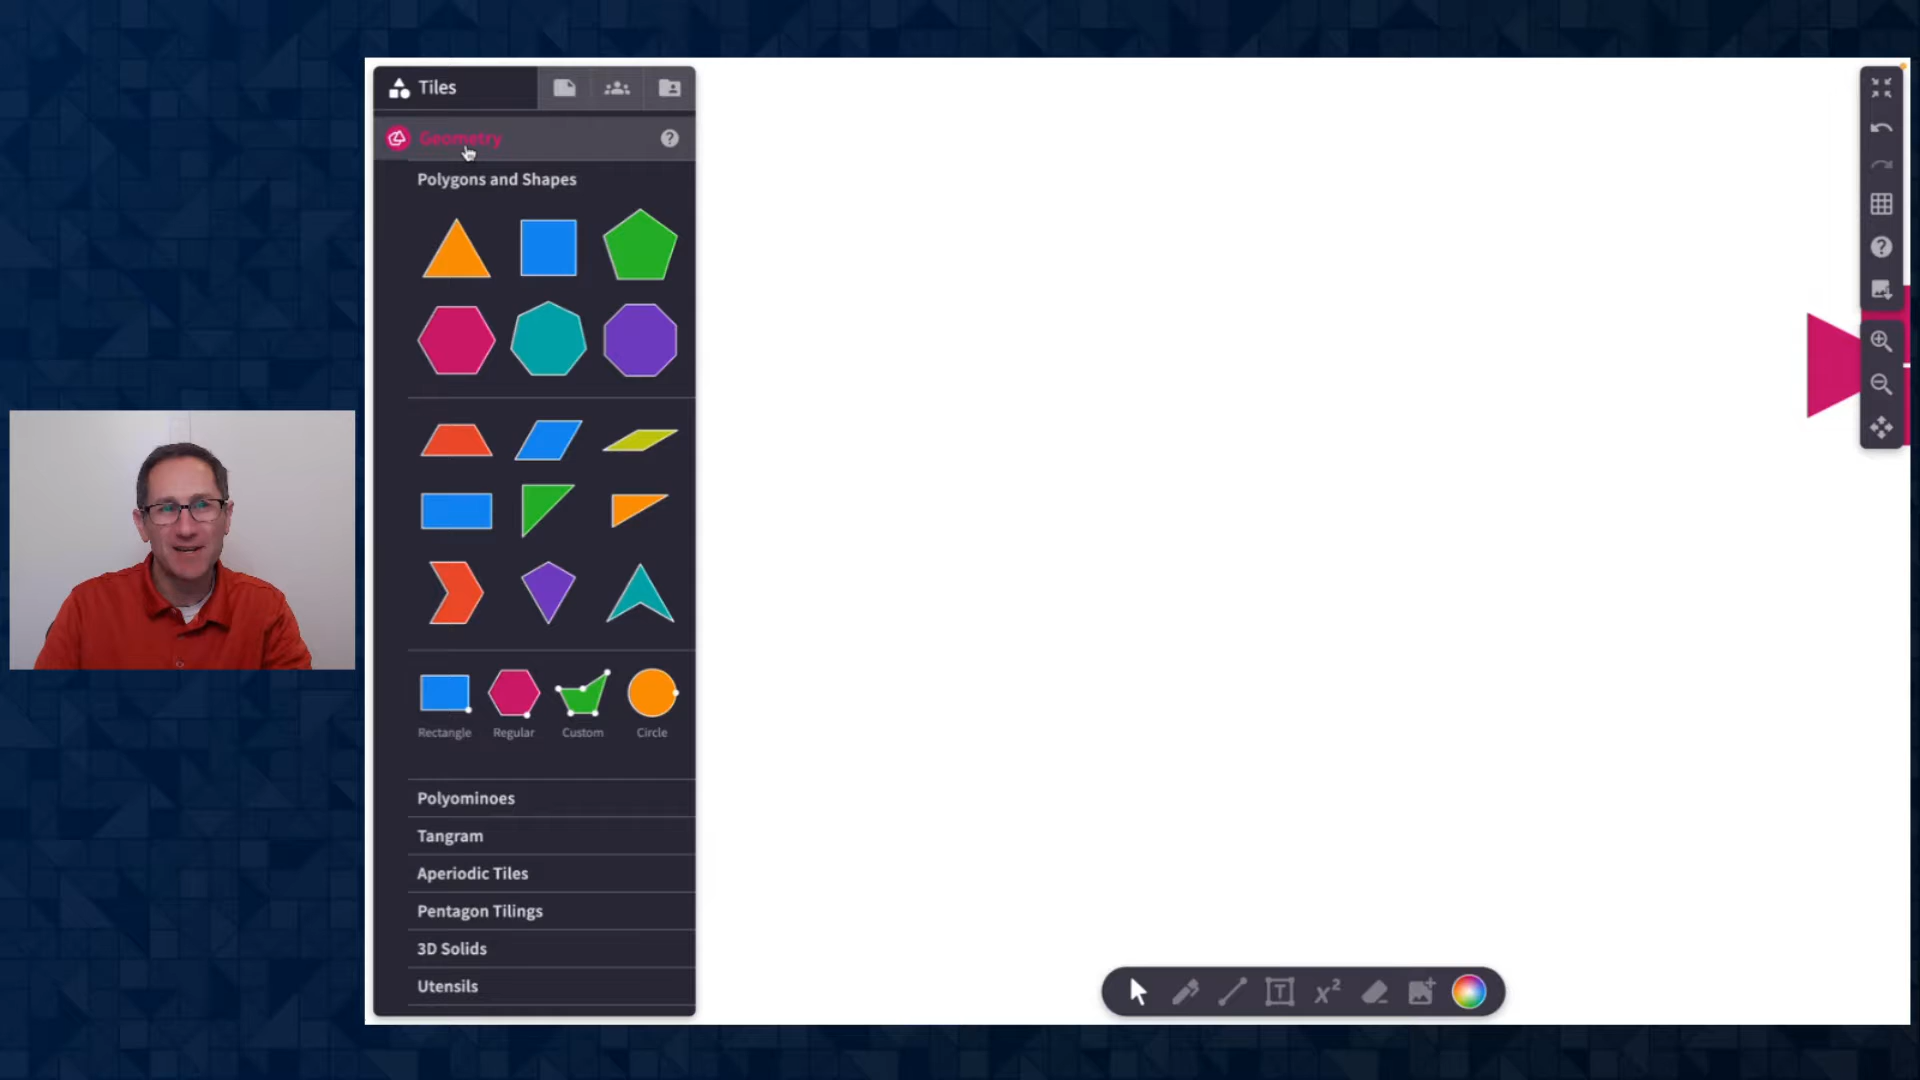 Tiles
Geometry
Polygons and Shapes
Rectangle Regular Custom Circle
Polyominoes
Tangram
Aperiodic Tiles
Pentagon Tilings
3D Solids
Utensils
T x²